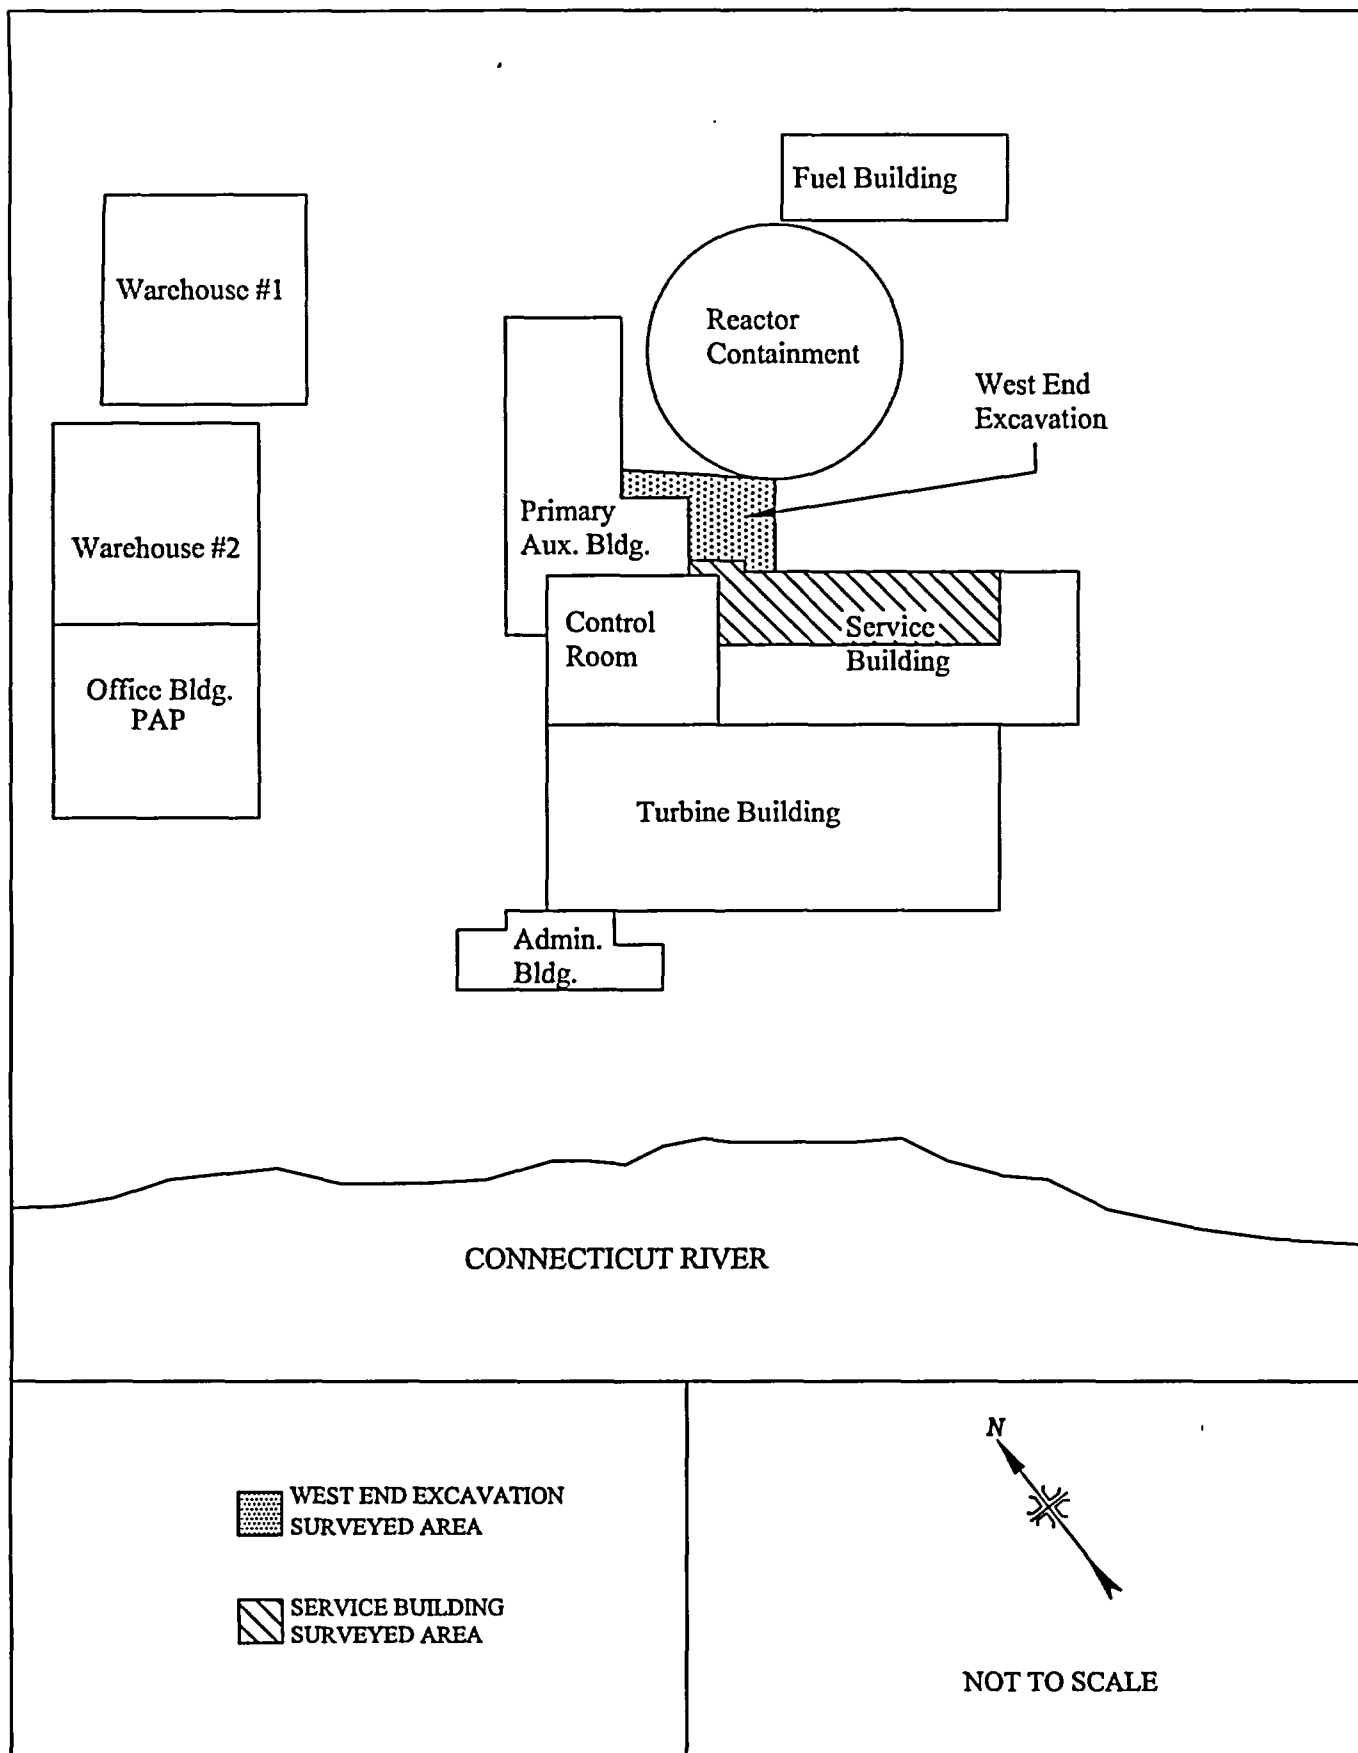 Fuel Building
Warehouse #1
Reactor
Containment
West End
Excavation
Primary
Aux. Bldg.
Warehouse #2
Control
Room
Service
Building
Office Bldg.
PAP
Turbine Building
Admin.
Bldg.
CONNECTICUT RIVER
N
WEST END EXCAVATION
SURVEYED AREA
SERVICE BUILDING
SURVEYED AREA
NOT TO SCALE